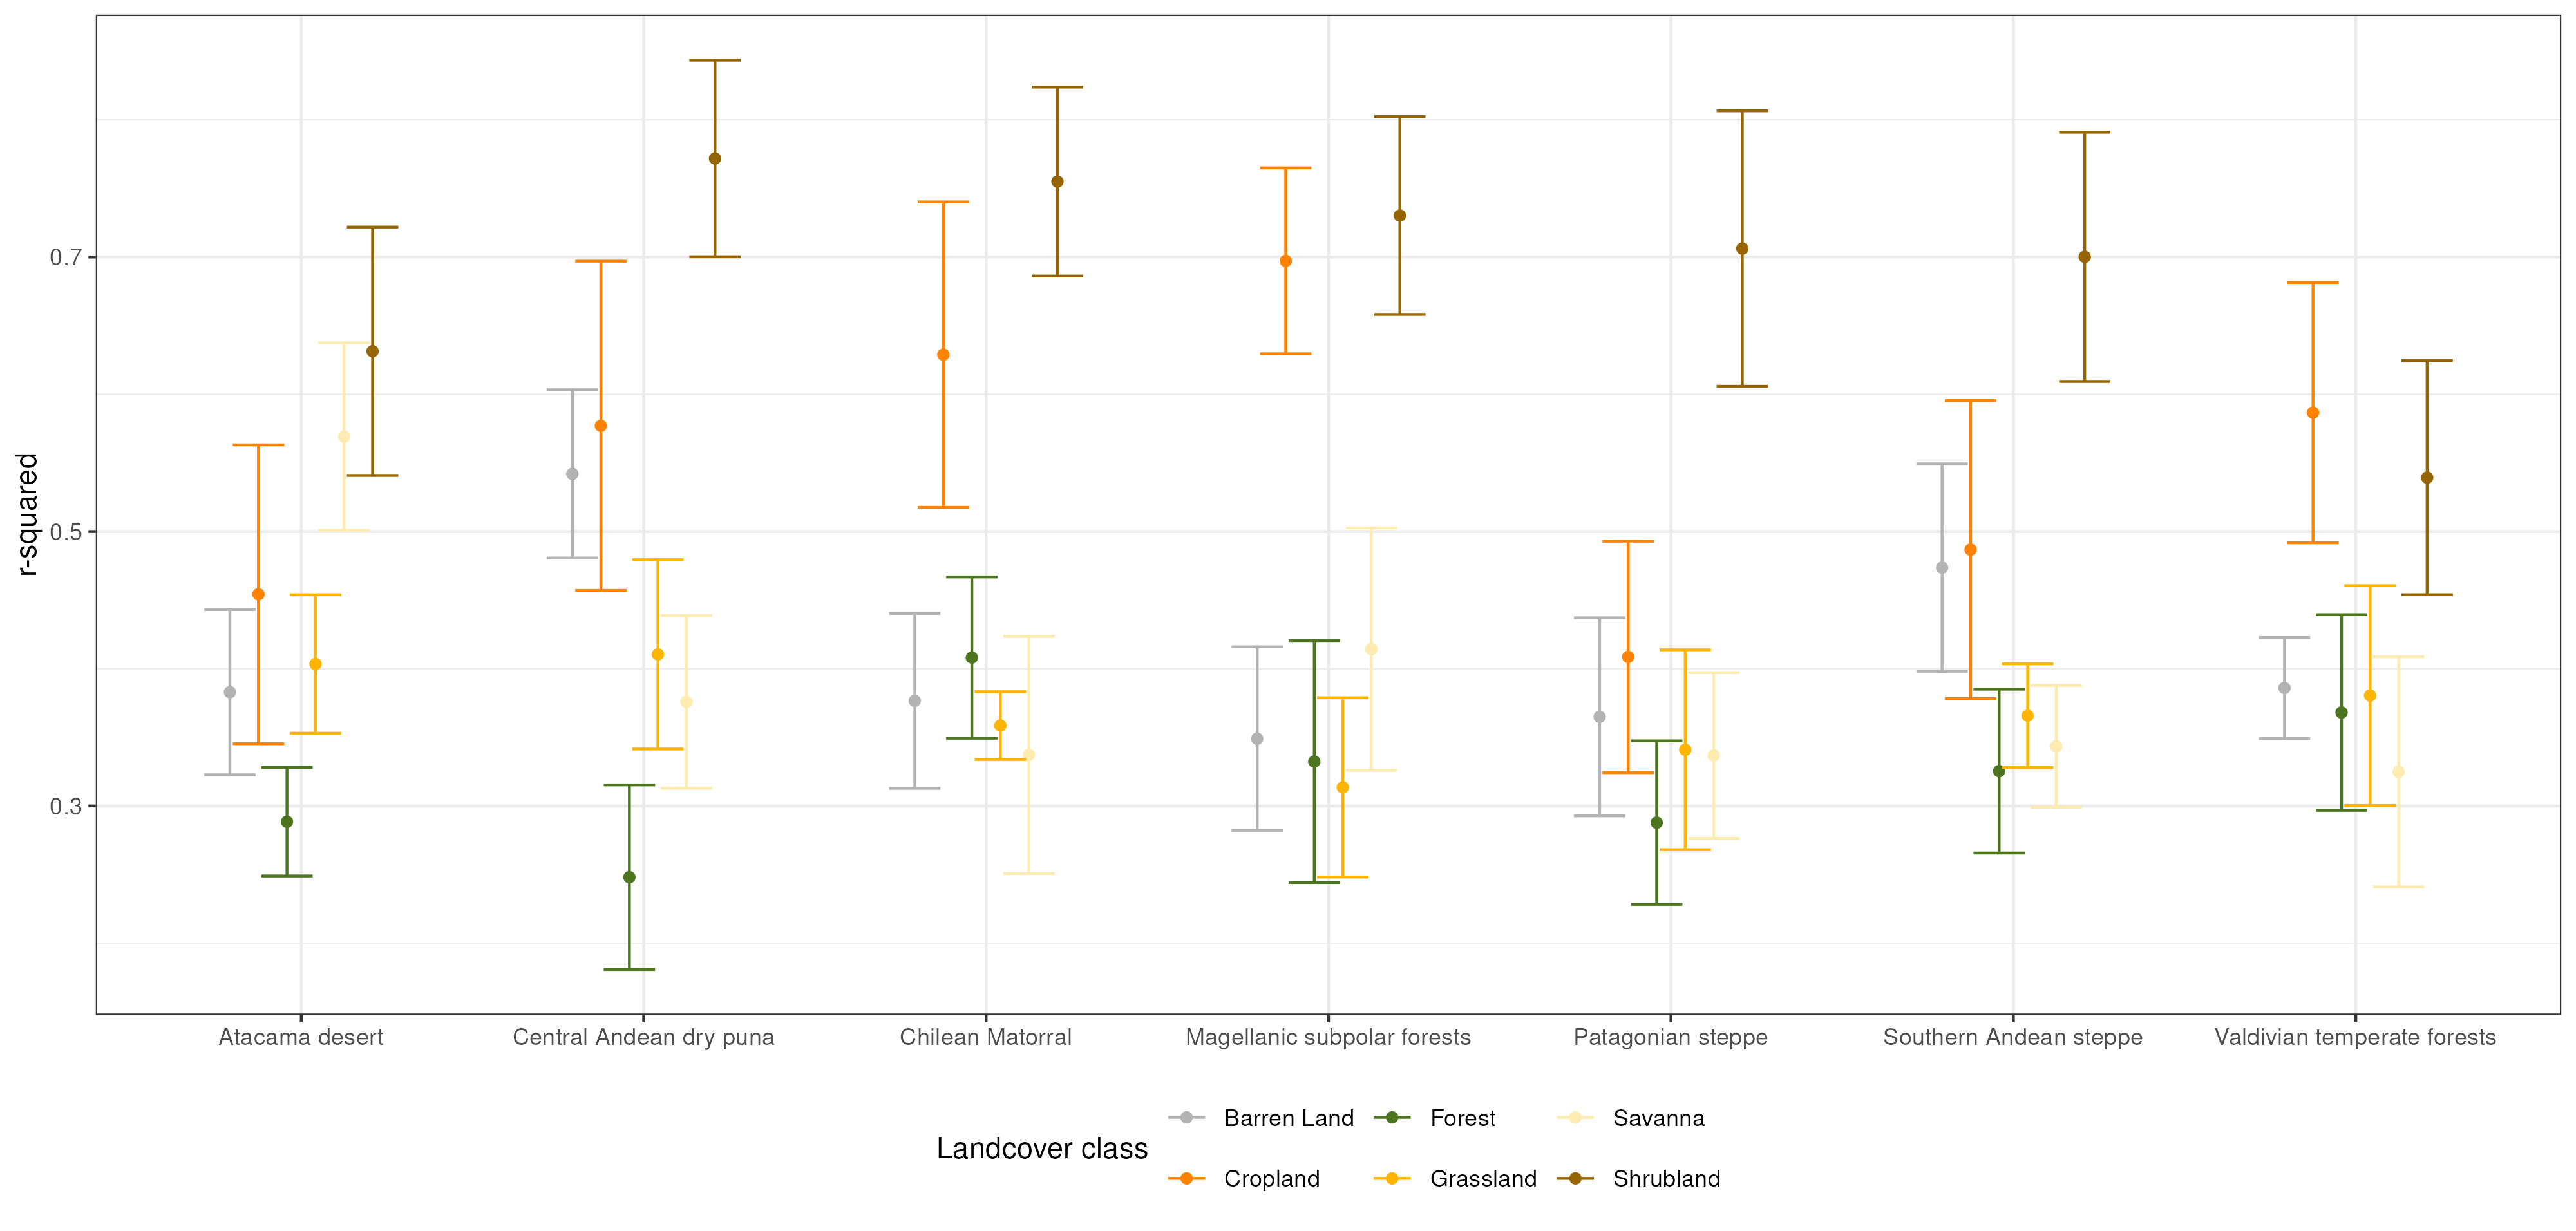 r-squared
0.7
0.5
0.3
Atacama desert
Central Andean dry puna
Chilean Matorral
Magellanic subpolar forests
Patagonian steppe
Southern Andean steppe
Valdivian temperate forests
Landcover class
Barren Land
Forest
Savanna
Cropland
Grassland
Shrubland